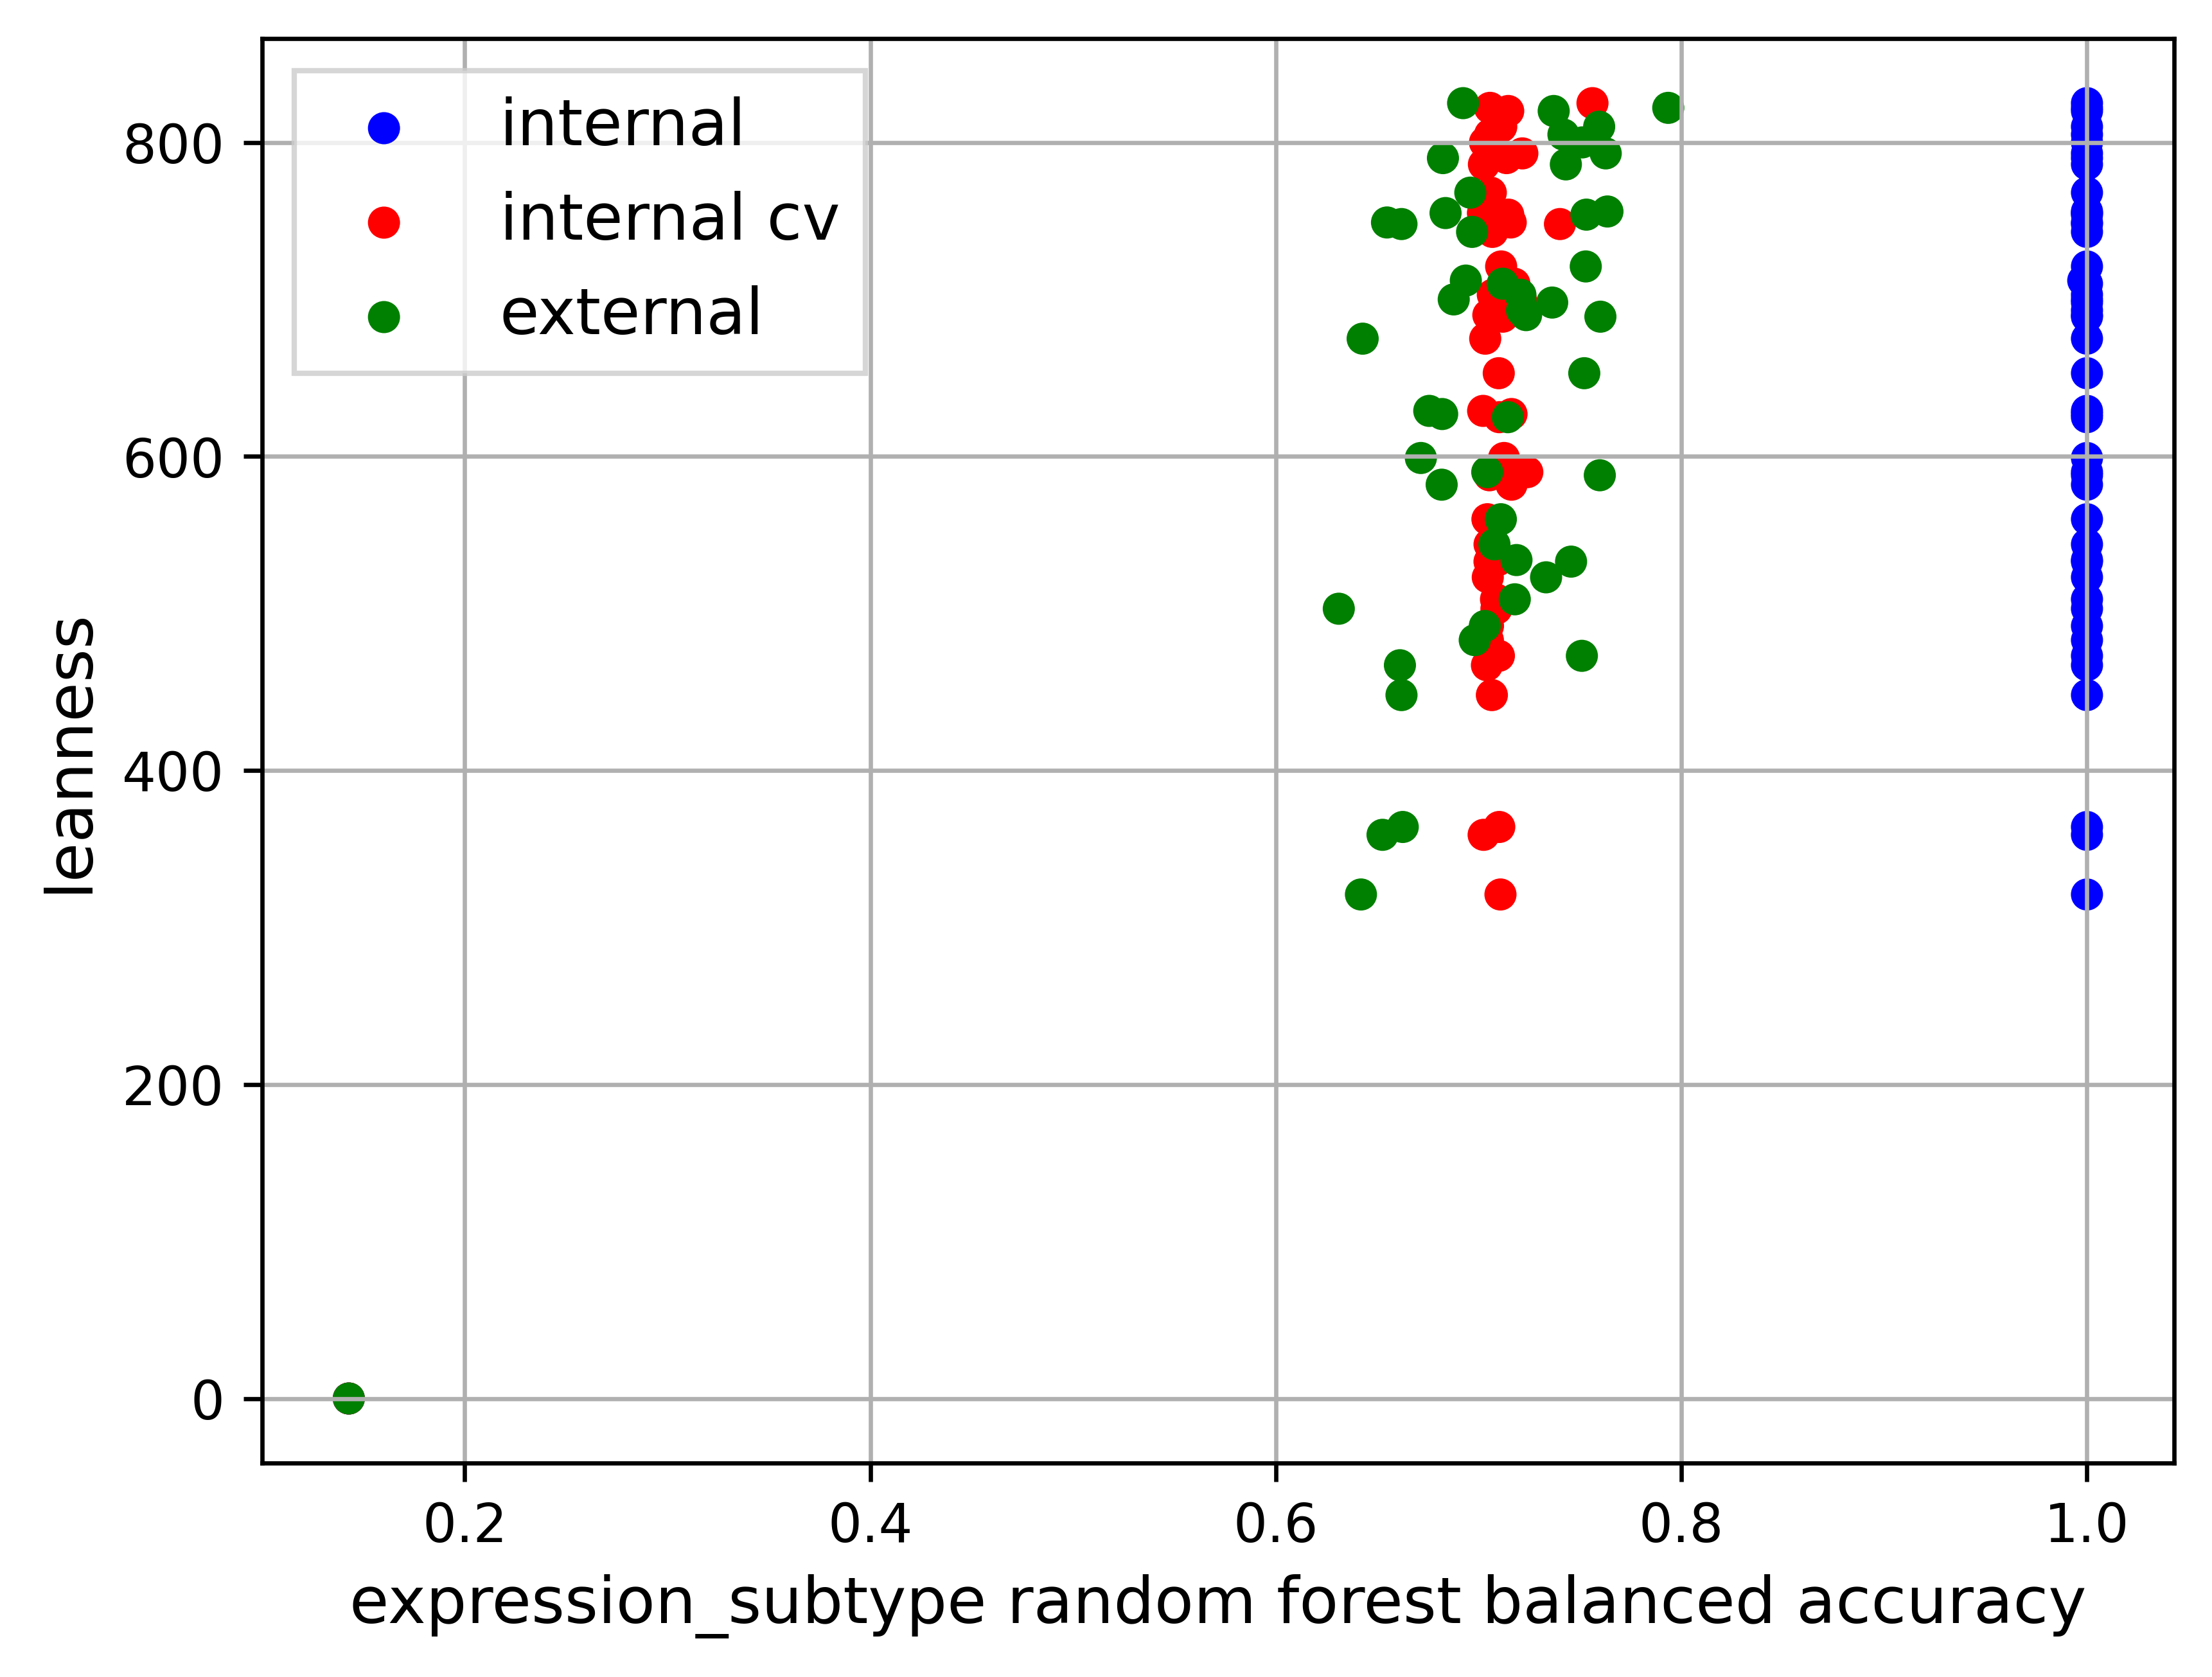 internal
internal cv
external
800
600
400
200
0
leanness
0.2 0.4 0.6 0.8 1.0
expression_subtype random forest balanced accuracy